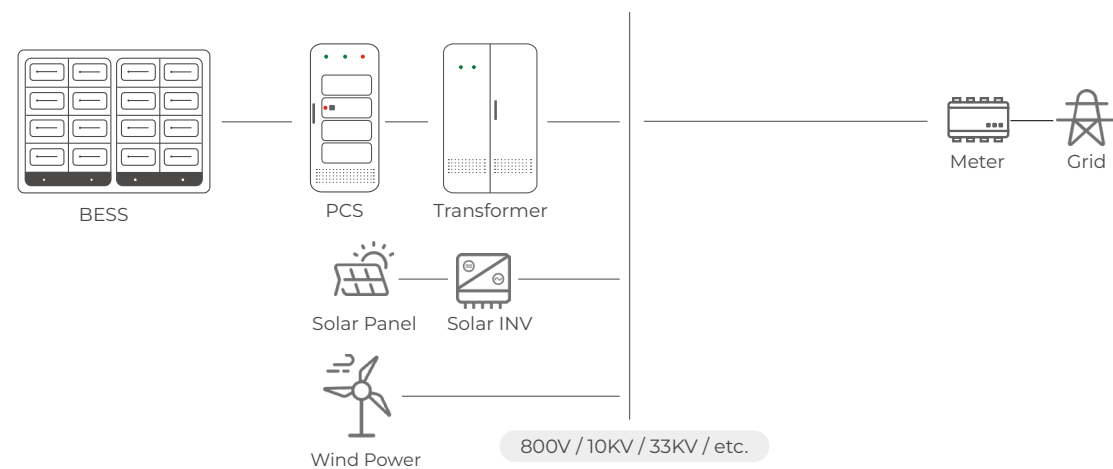 BESS
PCS
Transformer
Meter
Grid
Solar Panel
Solar INV
Wind Power
800V / 10KV / 33KV / etc.